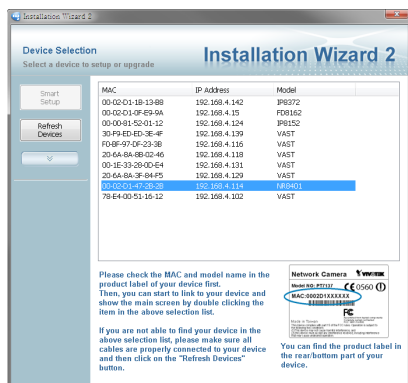 Installation Wizard 2
Device Selection
Select a device to setup or upgrade
Installation Wizard 2
Smart
Setup
Refresh
Devices
MAC IP Address Model
00-02-D1-1B-13-B8 192.168.4.142 IP8372
00-02-D1-0F-E9-9A 192.168.4.15 FD8162
00-00-81-52-01-12 192.168.4.124 IP8152
30-F9-ED-ED-3E-4F 192.168.4.139 VAST
F0-BF-97-DF-23-3B 192.168.4.116 VAST
20-6A-8A-8B-02-46 192.168.4.118 VAST
00-1E-33-28-0D-E4 192.168.4.131 VAST
20-6A-8A-3F-84-F5 192.168.4.129 VAST
00-02-D1-47-2B-2B 192.168.4.114 NR8401
78-E4-00-51-16-12 192.168.4.102 VAST
Please check the MAC and model name in the
product label of your device first.
Then, you can start to link to your device and
show the main screen by double clicking the
item in the above selection list.
If you are not able to find your device in the
above selection list, please make sure all
cables are properly connected to your device
and then click on the "Refresh Devices"
button.
Network Camera VIVOTEK
Model NO: PT7137 CE 0560
MAC:0002D1XXXXXX
FC
Made in Taiwan
You can find the product label in
the rear/bottom part of your
device.